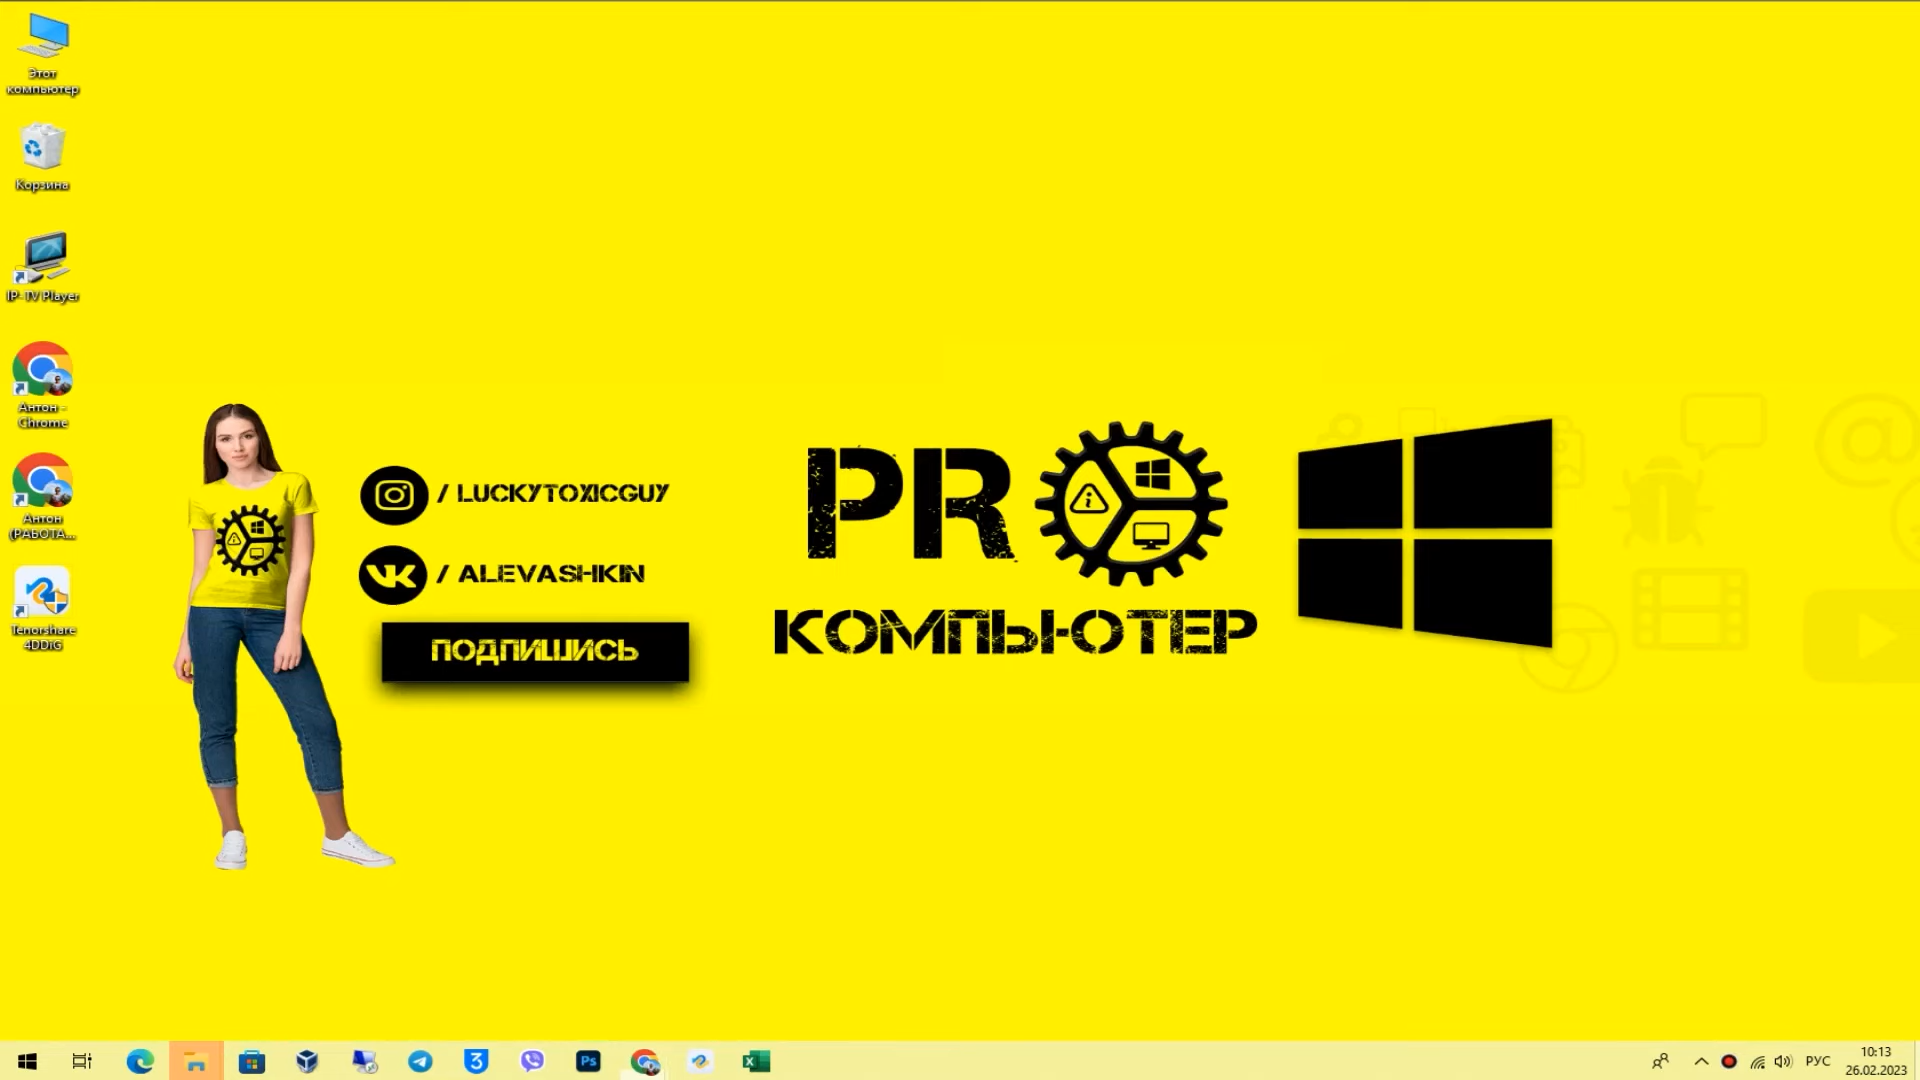 Этот
компьютер
Корзина
IP-TV Player
Антон -
Chrome
Антон
(РАБОТА...
Tenorshare
4DDiG
/ LUCKYTOXICGUY
/ ALEVASHKIN
ПОДПИШИСЬ
PRO
КОМПЬЮТЕР
Ps
РУС
10:13
26.02.2023